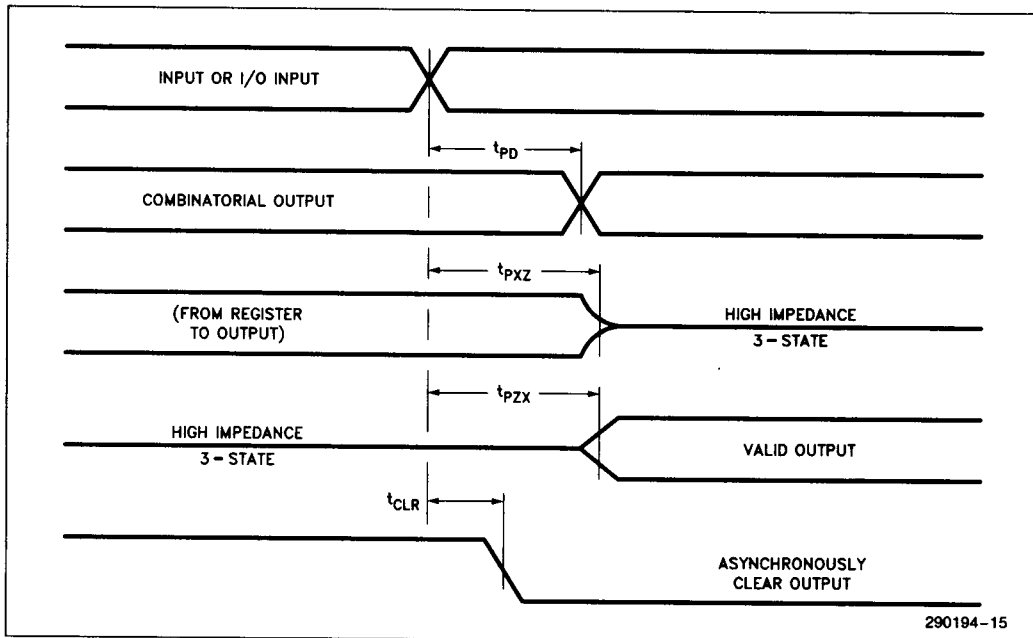 INPUT OR I/O INPUT
tPD
COMBINATORIAL OUTPUT
tPXZ
(FROM REGISTER
TO OUTPUT)
HIGH IMPEDANCE
3-STATE
tPZX
HIGH IMPEDANCE
3-STATE
VALID OUTPUT
tCLR
ASYNCHRONOUSLY
CLEAR OUTPUT
290194-15